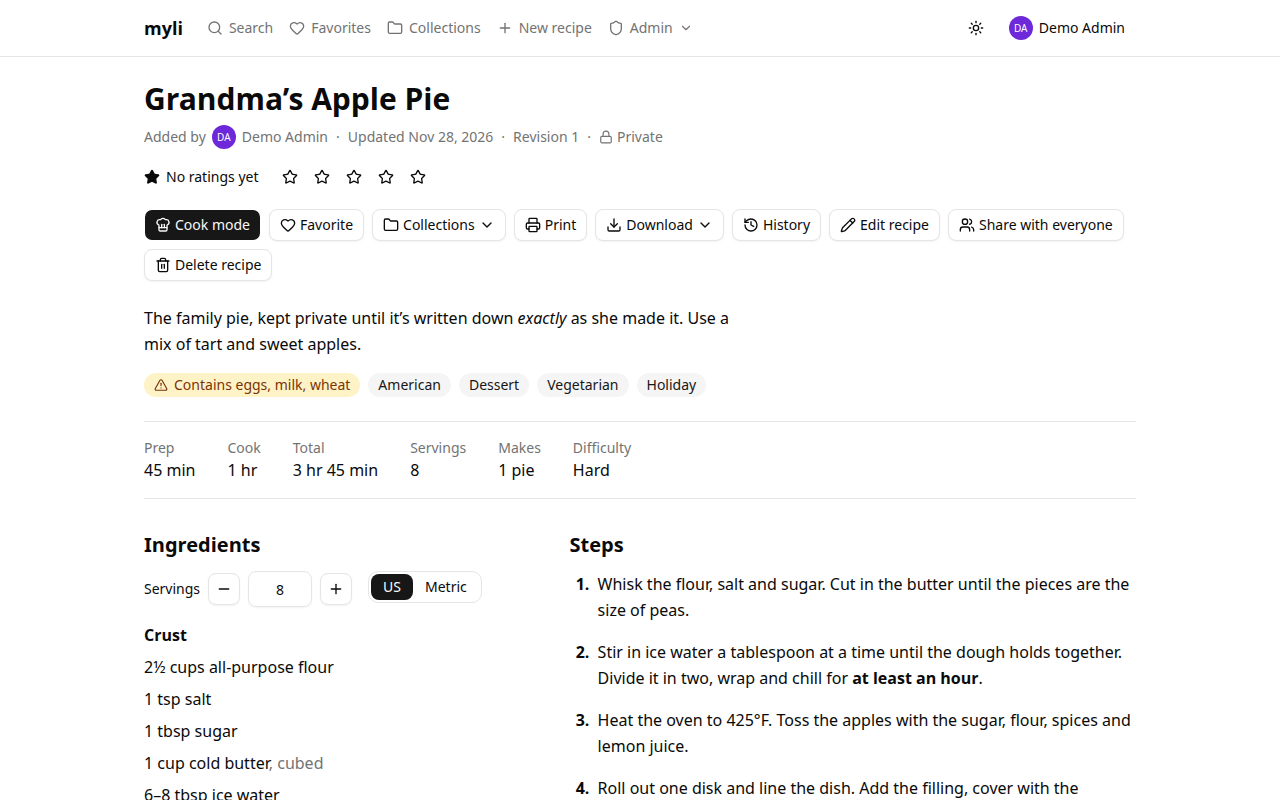 myli Search Favorites Collections New recipe Admin DA Demo Admin
Grandma’s Apple Pie
Added by DA Demo Admin · Updated Nov 28, 2026 · Revision 1 · Private
No ratings yet
Cook mode Favorite Collections Print Download History Edit recipe Share with everyone
Delete recipe
The family pie, kept private until it’s written down exactly as she made it. Use a
mix of tart and sweet apples.
Contains eggs, milk, wheat American Dessert Vegetarian Holiday
Prep Cook Total Servings Makes Difficulty
45 min 1 hr 3 hr 45 min 8 1 pie Hard
Ingredients
Servings − 8 + US Metric
Crust
2½ cups all-purpose flour
1 tsp salt
1 tbsp sugar
1 cup cold butter, cubed
6–8 tbsp ice water
Steps
1. Whisk the flour, salt and sugar. Cut in the butter until the pieces are the
size of peas.
2. Stir in ice water a tablespoon at a time until the dough holds together.
Divide it in two, wrap and chill for at least an hour.
3. Heat the oven to 425°F. Toss the apples with the sugar, flour, spices and
lemon juice.
4. Roll out one disk and line the dish. Add the filling, cover with the